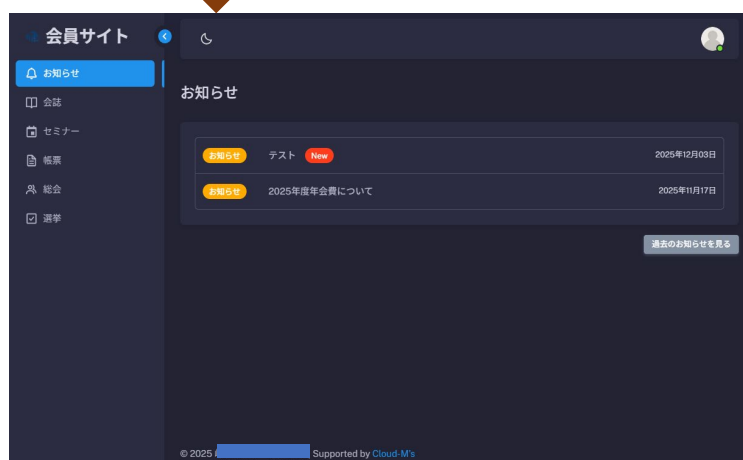 会員サイト
お知らせ
会誌
セミナー
帳票
総会
選挙
お知らせ
お知らせ テスト New 2025年12月03日
お知らせ 2025年度年会費について 2025年11月17日
過去のお知らせを見る
© 2025 Supported by Cloud-M's